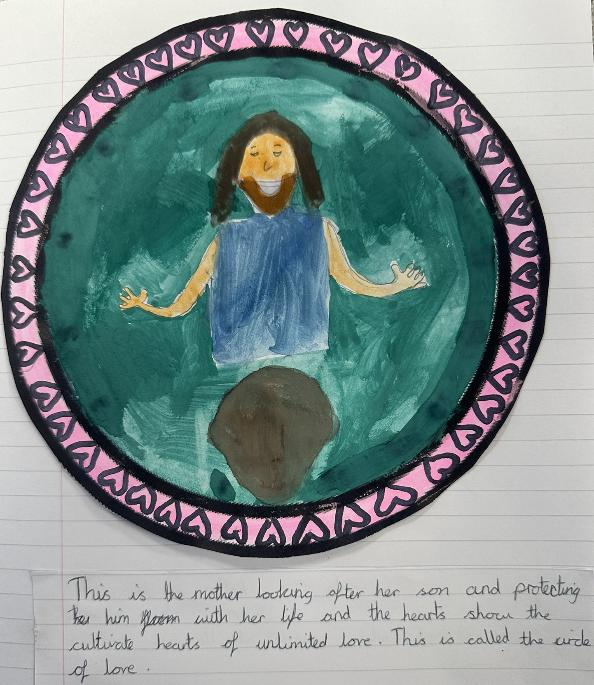 This is the mother looking after her son and protecting
him with her life and the hearts show the
cultivate hearts of unlimited love. This is called the circle
of love.